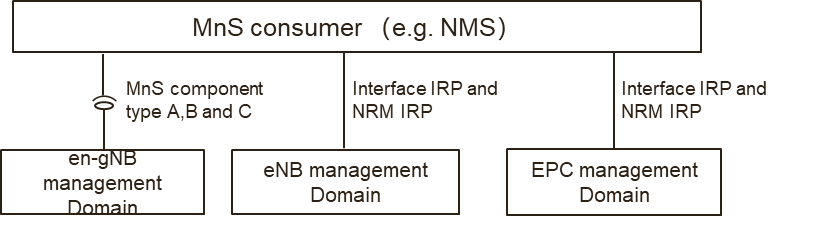 MnS consumer （e.g. NMS）
MnS component
type A,B and C
Interface IRP and
NRM IRP
Interface IRP and
NRM IRP
en-gNB
management
Domain
eNB management
Domain
EPC management
Domain